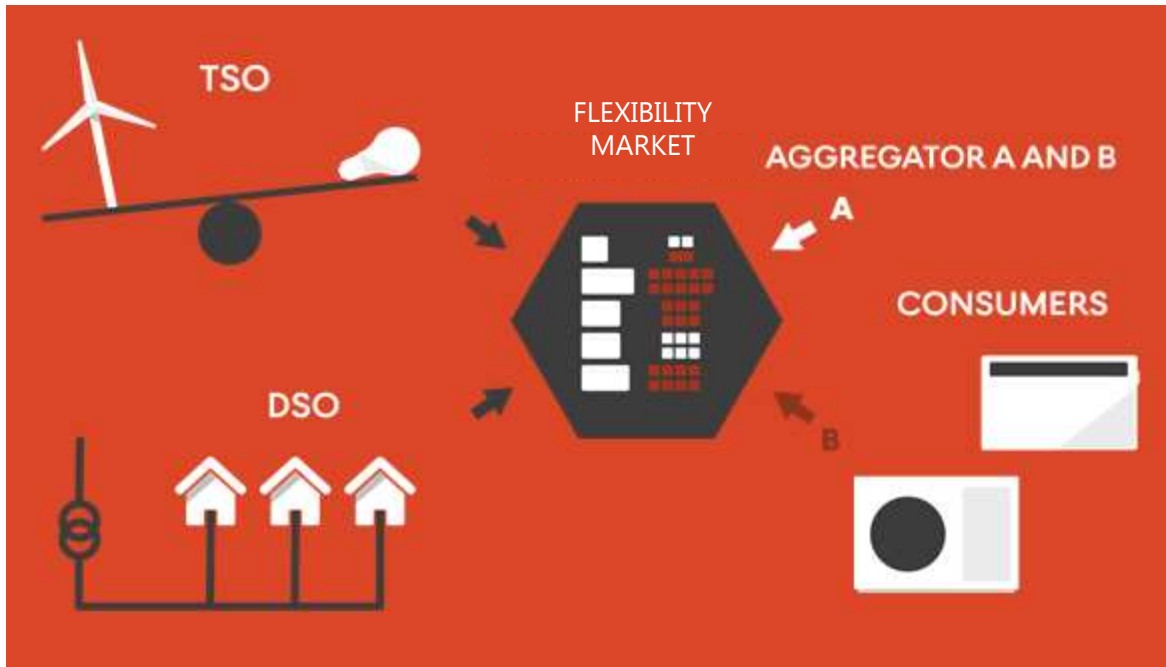 TSO
FLEXIBILITY
MARKET
AGGREGATOR A AND B
A
CONSUMERS
DSO
B